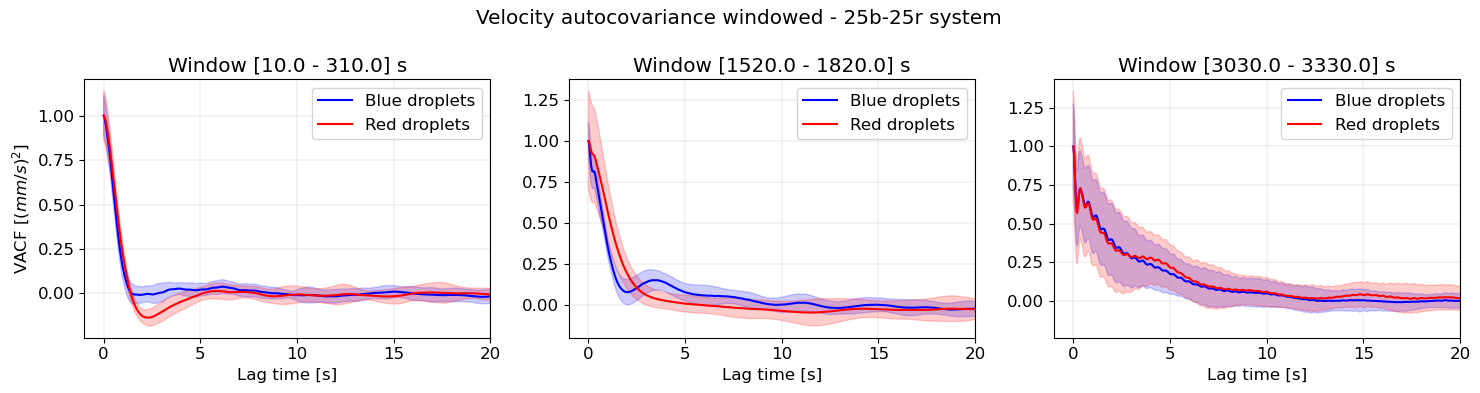 Velocity autocovariance windowed - 25b-25r system
Window [10.0 - 310.0] s
VACF [(mm/s)²]
1.00
0.75
0.50
0.25
0.00
Blue droplets
Red droplets
0
5
10
15
20
Lag time [s]
Window [1520.0 - 1820.0] s
1.25
1.00
0.75
0.50
0.25
0.00
Blue droplets
Red droplets
0
5
10
15
20
Lag time [s]
Window [3030.0 - 3330.0] s
1.25
1.00
0.75
0.50
0.25
0.00
Blue droplets
Red droplets
0
5
10
15
20
Lag time [s]